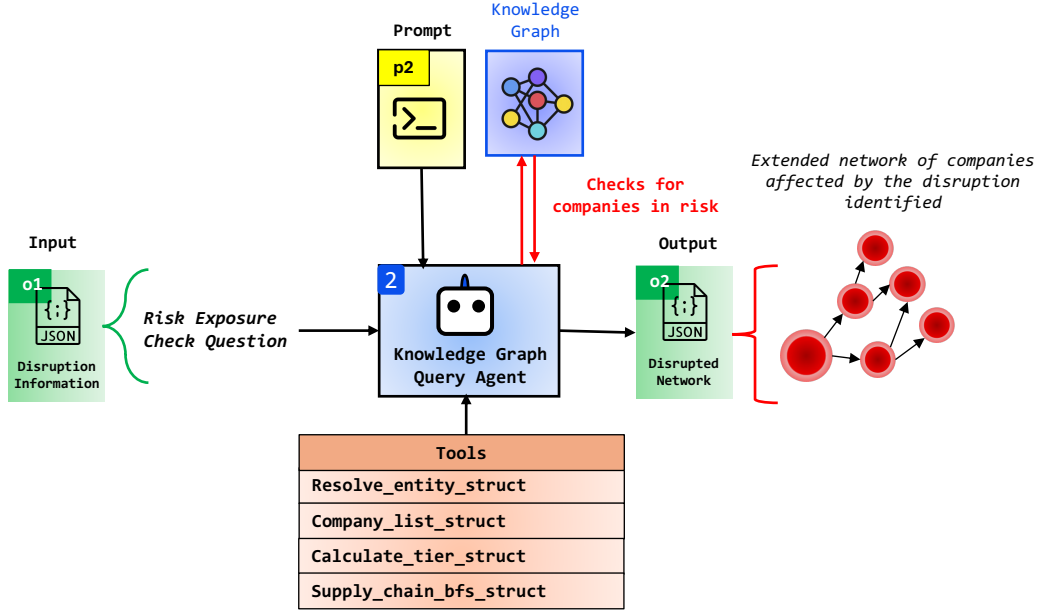 Prompt
p2
Knowledge
Graph
Checks for
companies in risk
Extended network of companies
affected by the disruption
identified
Input
o1
{;}
JSON
Disruption
Information
Risk Exposure
Check Question
2
Knowledge Graph
Query Agent
Output
o2
{;}
JSON
Disrupted
Network
Tools
Resolve_entity_struct
Company_list_struct
Calculate_tier_struct
Supply_chain_bfs_struct